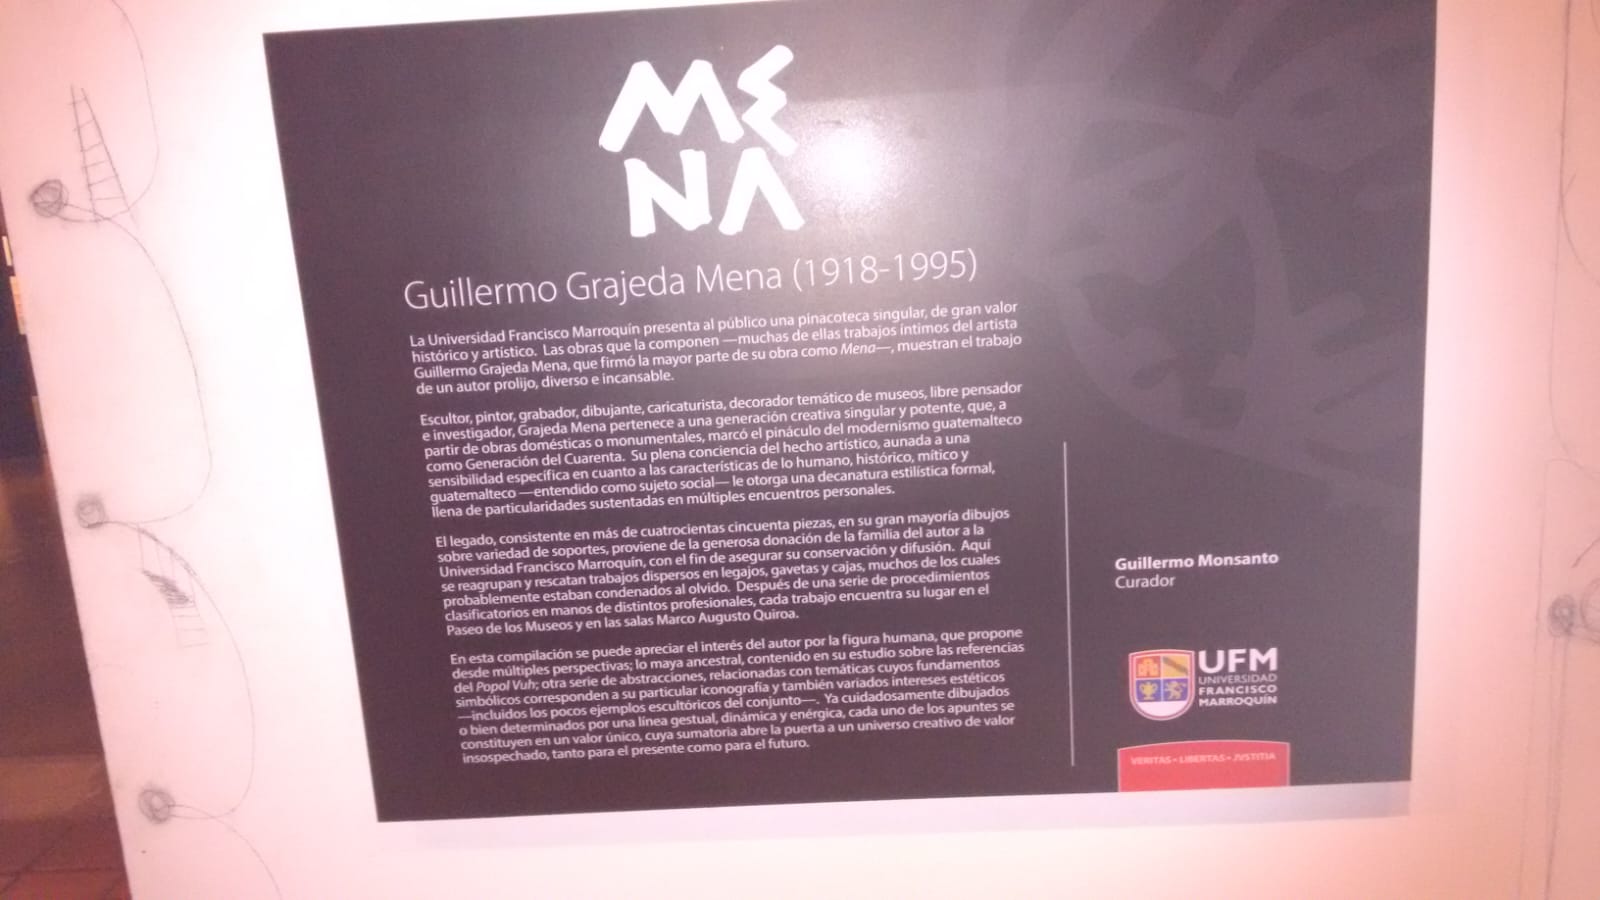 MENA
Guillermo Grajeda Mena (1918-1995)
La Universidad Francisco Marroquín presenta al público una pinacoteca singular, de gran valor
histórico y artístico. Las obras que la componen —muchas de ellas trabajos íntimos del artista
Guillermo Grajeda Mena, que firmó la mayor parte de su obra como Mena—, muestran el trabajo
de un autor prolijo, diverso e incansable.
Escultor, pintor, grabador, dibujante, caricaturista, decorador temático de museos, libre pensador
e investigador, Grajeda Mena pertenece a una generación creativa singular y potente, que, a
partir de obras domésticas o monumentales, marcó el pináculo del modernismo guatemalteco
como Generación del Cuarenta. Su plena conciencia del hecho artístico, aunada a una
sensibilidad específica en cuanto a las características de lo humano, histórico, mítico y
guatemalteco —entendido como sujeto social— le otorga una decanatura estilística formal,
llena de particularidades sustentadas en múltiples encuentros personales.
El legado, consistente en más de cuatrocientas cincuenta piezas, en su gran mayoría dibujos
sobre variedad de soportes, proviene de la generosa donación de la familia del autor a la
Universidad Francisco Marroquín, con el fin de asegurar su conservación y difusión. Aquí
se reagrupan y rescatan trabajos dispersos en legajos, gavetas y cajas, muchos de los cuales
probablemente estaban condenados al olvido. Después de una serie de procedimientos
clasificatorios en manos de distintos profesionales, cada trabajo encuentra su lugar en el
Paseo de los Museos y en las salas Marco Augusto Quiroa.
En esta compilación se puede apreciar el interés del autor por la figura humana, que propone
desde múltiples perspectivas; lo maya ancestral, contenido en su estudio sobre las referencias
del Popol Vuh; otra serie de abstracciones, relacionadas con temáticas cuyos fundamentos
simbólicos corresponden a su particular iconografía y también variados intereses estéticos
—incluidos los pocos ejemplos escultóricos del conjunto—. Ya cuidadosamente dibujados
o bien determinados por una línea gestual, dinámica y enérgica, cada uno de los apuntes se
constituyen en un valor único, cuya sumatoria abre la puerta a un universo creativo de valor
insospechado, tanto para el presente como para el futuro.
Guillermo Monsanto
Curador
UFM
UNIVERSIDAD
FRANCISCO
MARROQUÍN
VERITAS • LIBERTAS • JVSTITIA